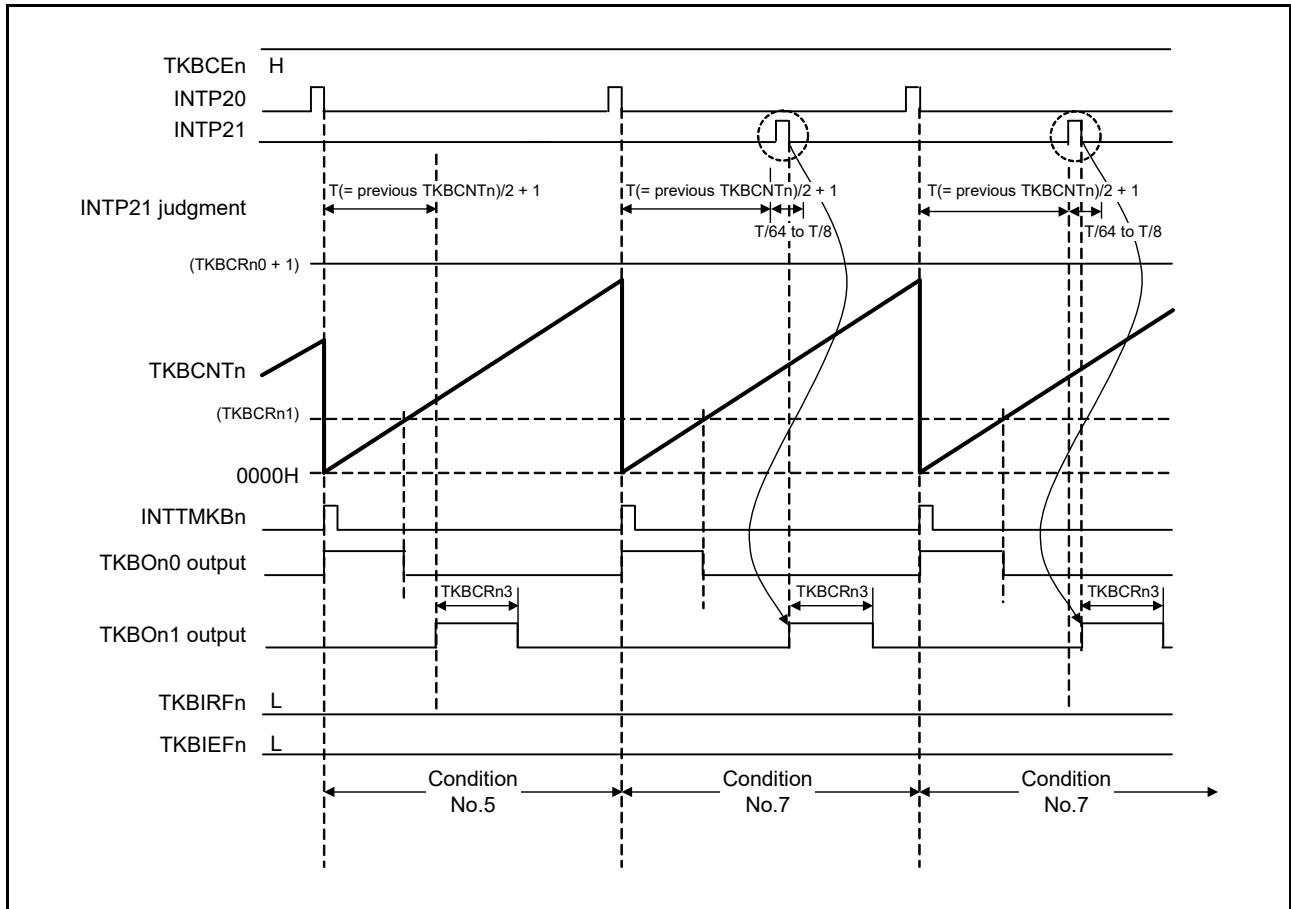 TKBCEn H
INTP20
INTP21
INTP21 judgment
T(= previous TKBCNTn)/2 + 1
T(= previous TKBCNTn)/2 + 1
T(= previous TKBCNTn)/2 + 1
T/64 to T/8
T/64 to T/8
(TKBCRn0 + 1)
TKBCNTn
(TKBCRn1)
0000H
INTTMKBn
TKBOn0 output
TKBCRn3
TKBCRn3
TKBCRn3
TKBOn1 output
TKBIRFn L
TKBIEFn L
Condition
No.5
Condition
No.7
Condition
No.7